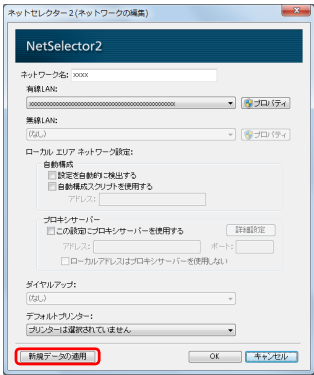 ネットセレクター2(ネットワークの編集)
NetSelector2
ネットワーク名: xxxx
有線LAN:
xxxxxxxxxxxxxxxxxxxxxxxxxxxxxxxxxxxxxxxxxxxx プロパティ
無線LAN:
(なし) プロパティ
ローカル エリア ネットワーク設定:
自動構成
設定を自動的に検出する
自動構成スクリプトを使用する
アドレス:
プロキシサーバー
この設定にプロキシサーバーを使用する 詳細設定
アドレス: ポート:
ローカルアドレスはプロキシサーバーを使用しない
ダイヤルアップ:
(なし)
デフォルトプリンター:
プリンターは選択されていません
新規データの適用 OK キャンセル